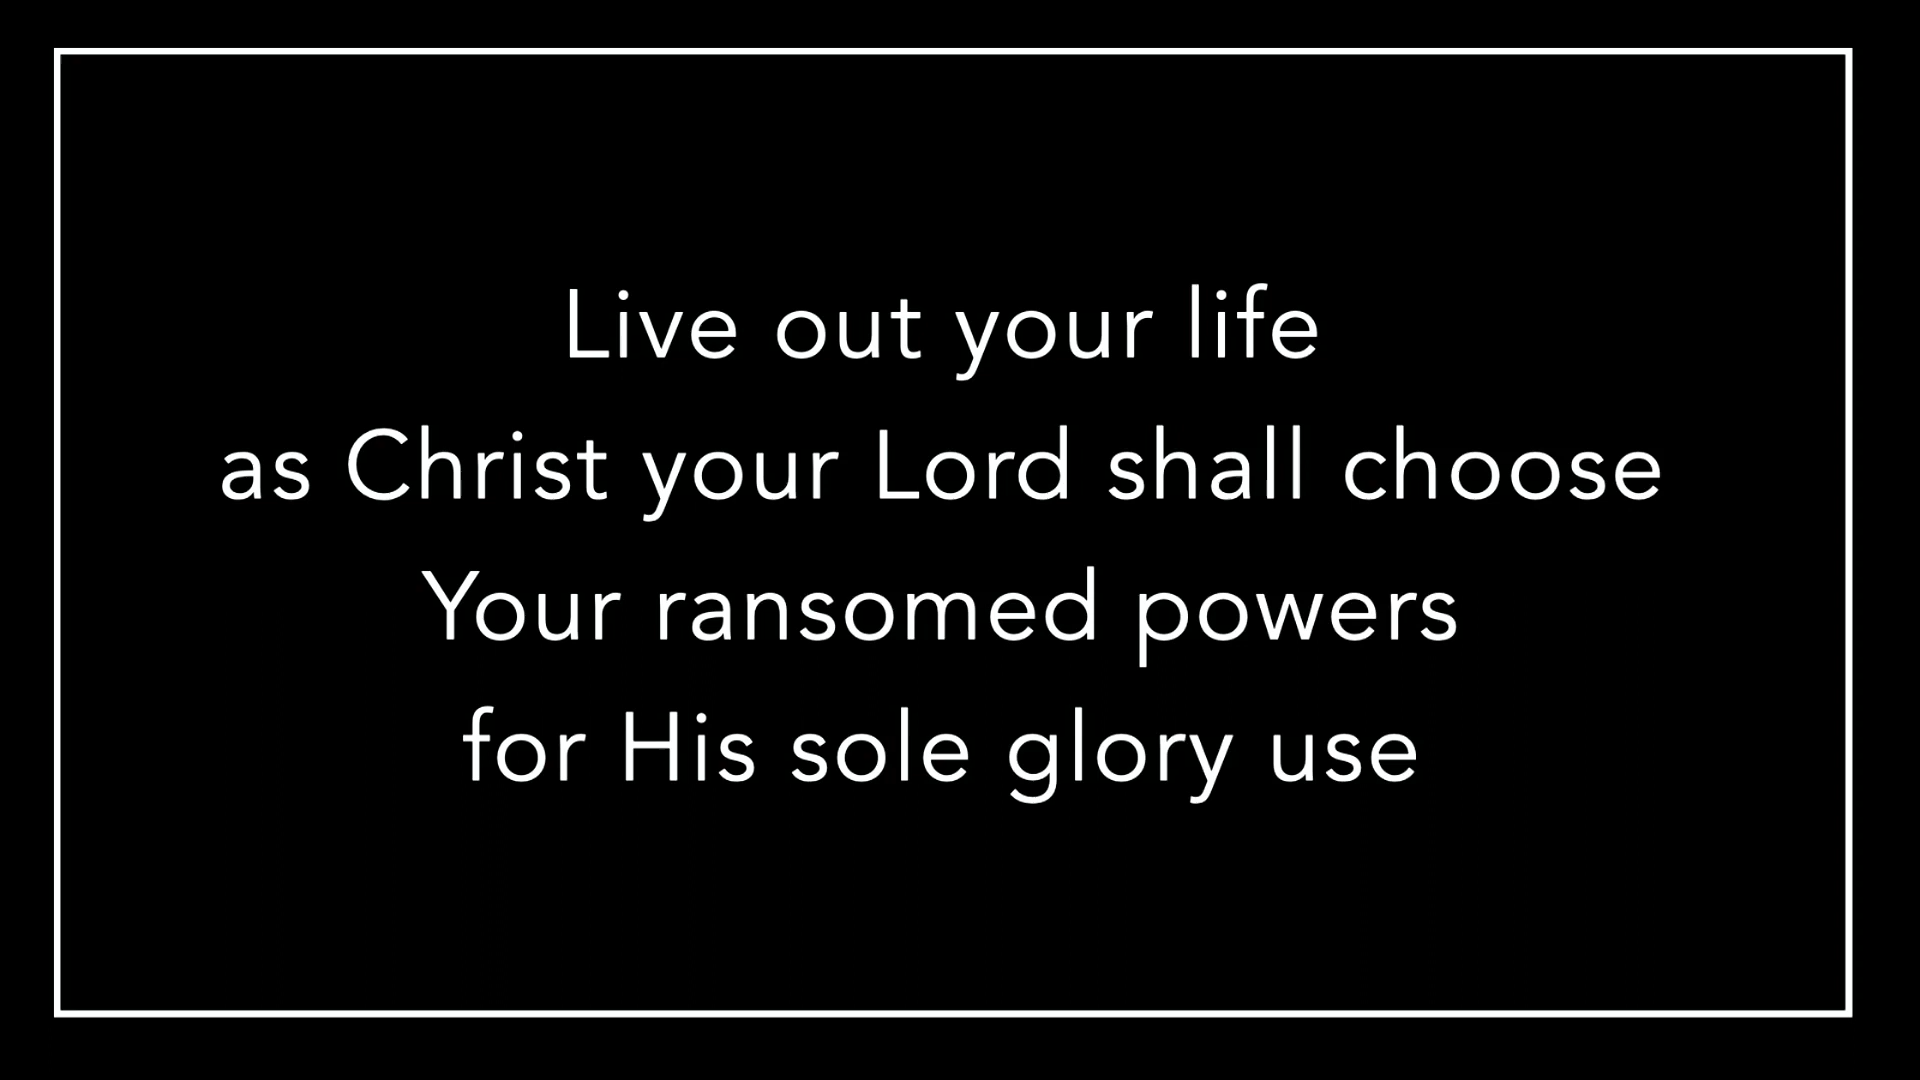 Live out your life
as Christ your Lord shall choose
Your ransomed powers
for His sole glory use